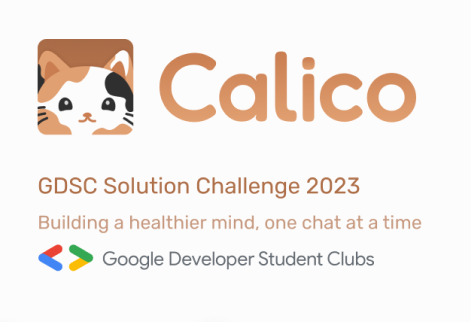 Calico
GDSC Solution Challenge 2023
Building a healthier mind, one chat at a time
Google Developer Student Clubs